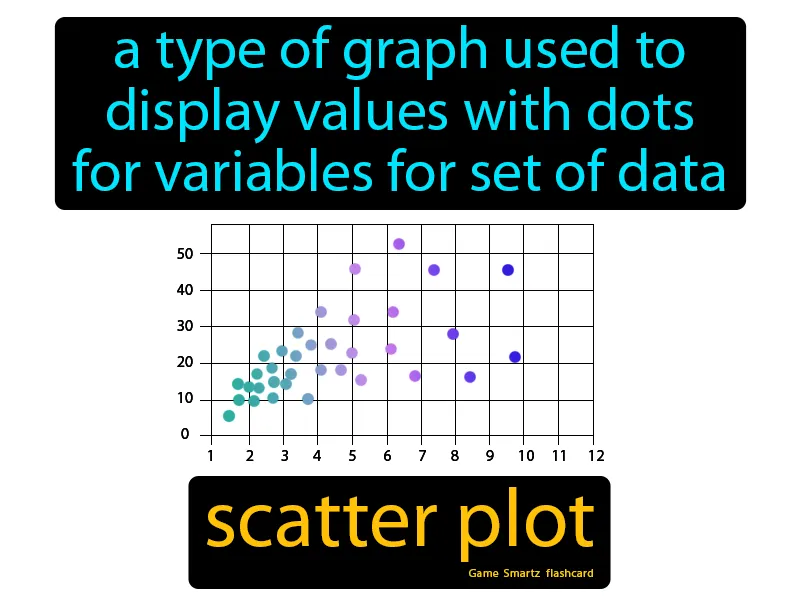 a type of graph used to
display values with dots
for variables for set of data
50
40
30
20
10
0
1 2 3 4 5 6 7 8 9 10 11 12
scatter plot
Game Smartz flashcard